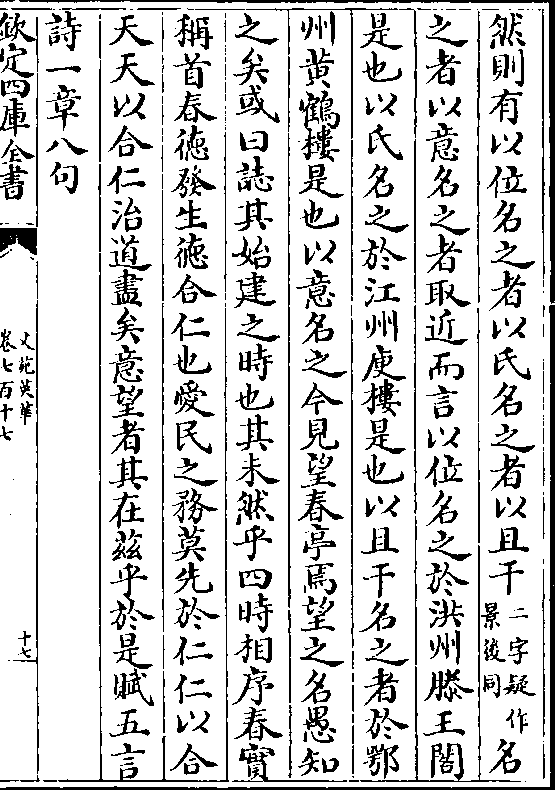 然則有以位名之者以氏名之者以且干二字疑作景後同名
之者以意名之者取近而言以位名之於洪州滕王閣
是也以氏名之於江州庾樓是也以且干名之者於鄂
州黄鶴樓是也以意名之今見望春亭焉望之名愚知
之矣或曰誌其始建之時也其未然乎四時相序春實
稱首春徳發生徳合仁也愛民之務莫先於仁仁以合
天天以合仁治道盡矣意望者其在茲乎於是賦五言
詩一章八句
欽定四庫全書
文苑英華
卷七百十七
十七